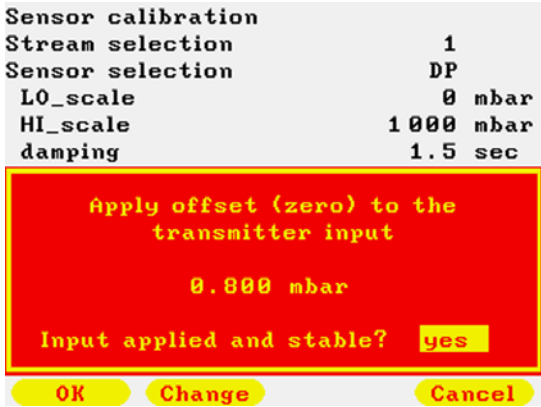 Sensor calibration
Stream selection 1
Sensor selection DP
LO_scale 0 mbar
HI_scale 1000 mbar
damping 1.5 sec
Apply offset (zero) to the
transmitter input
0.800 mbar
Input applied and stable? yes
OK Change Cancel